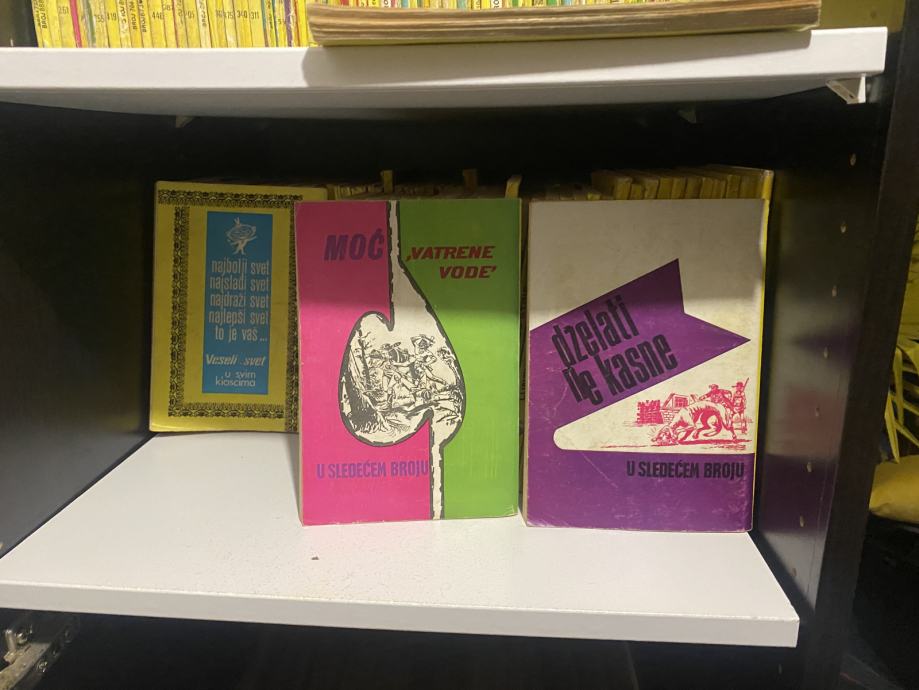 najbolji svet
najslađi svet
najdraži svet
najlepši svet
to je vaš...
Veseli svet
u svim
kioscima
MOĆ
‚VATRENE
VODE’
U SLEDEĆEM BROJU
dželati
ne kasne
U SLEDEĆEM BROJU